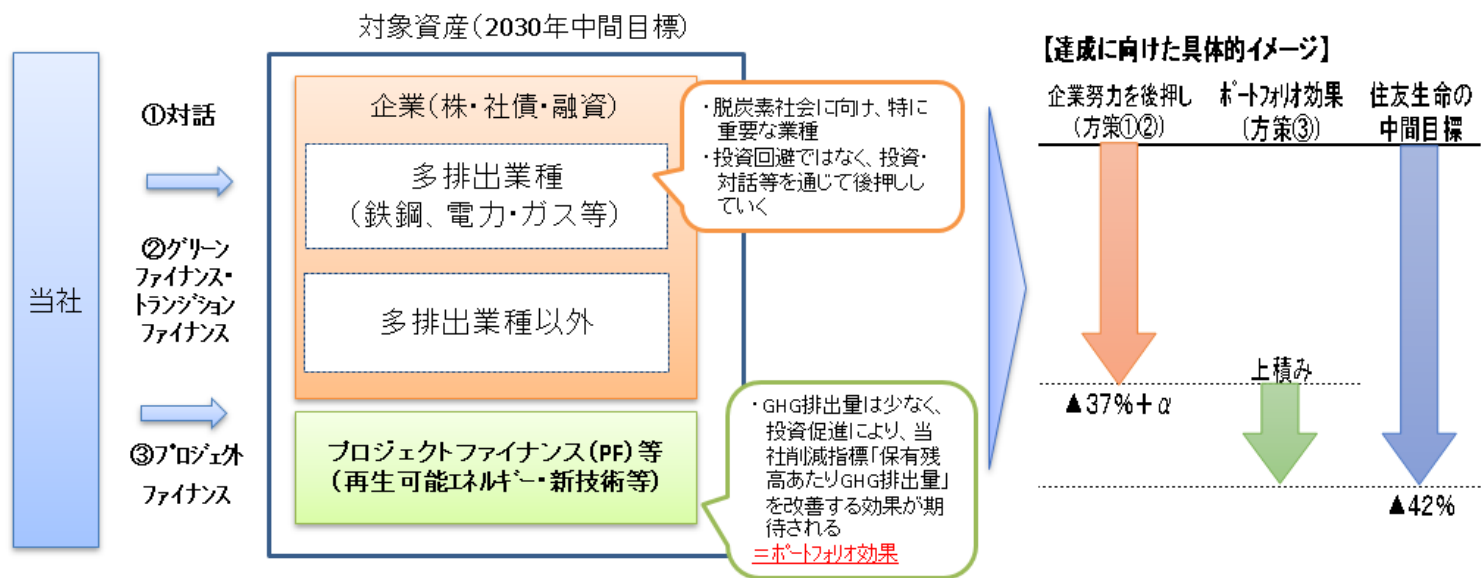 対象資産(2030年中間目標)
当社
①対話
②グリーン
ファイナンス・
トランジション
ファイナンス
③プロジェクト
ファイナンス
企業(株・社債・融資)
多排出業種
(鉄鋼、電力・ガス等)
多排出業種以外
プロジェクトファイナンス(PF)等
(再生可能エネルギー・新技術等)
・脱炭素社会に向け、特に
重要な業種
・投資回避ではなく、投資・
対話等を通じて後押しし
ていく
・GHG排出量は少なく、
投資促進により、当
社削減指標「保有残
高あたりGHG排出量」
を改善する効果が期
待される
=ポートフォリオ効果
【達成に向けた具体的イメージ】
企業努力を後押し
(方策①②)
ポートフォリオ効果
(方策③)
住友生命の
中間目標
上積み
▲37%+α
▲42%